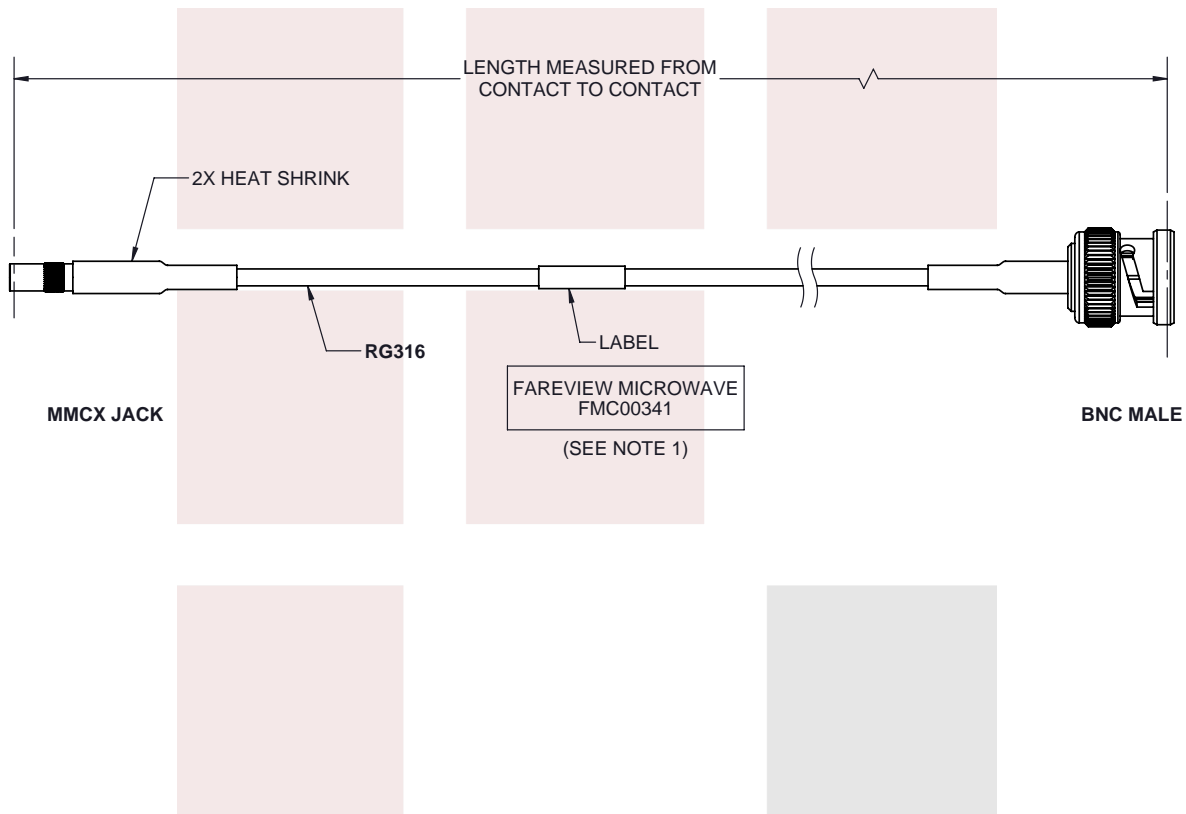 LENGTH MEASURED FROM
CONTACT TO CONTACT
2X HEAT SHRINK
RG316
LABEL
FAREVIEW MICROWAVE
FMC00341
(SEE NOTE 1)
MMCX JACK
BNC MALE